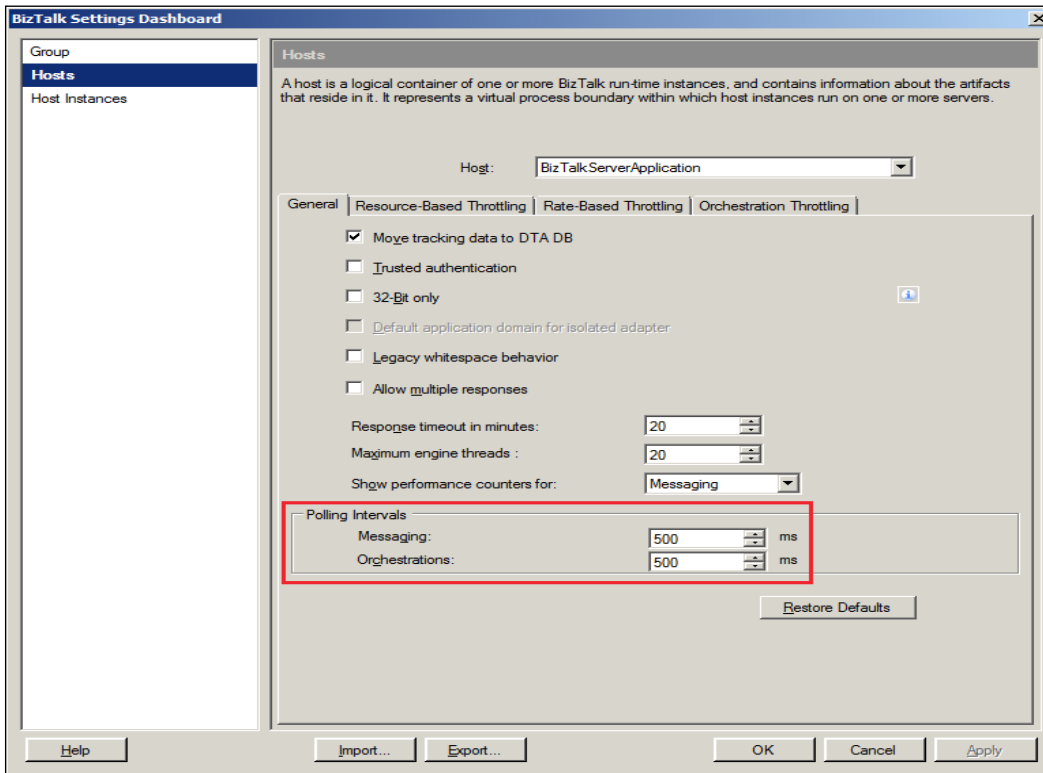 BizTalk Settings Dashboard
Group
Hosts
Host Instances
Hosts
A host is a logical container of one or more BizTalk run-time instances, and contains information about the artifacts
that reside in it. It represents a virtual process boundary within which host instances run on one or more servers.
Host: BizTalkServerApplication
General Resource-Based Throttling Rate-Based Throttling Orchestration Throttling
Move tracking data to DTA DB
Trusted authentication
32-Bit only
Default application domain for isolated adapter
Legacy whitespace behavior
Allow multiple responses
Response timeout in minutes: 20
Maximum engine threads : 20
Show performance counters for: Messaging
Polling Intervals
Messaging: 500 ms
Orchestrations: 500 ms
Restore Defaults
Help Import... Export... OK Cancel Apply